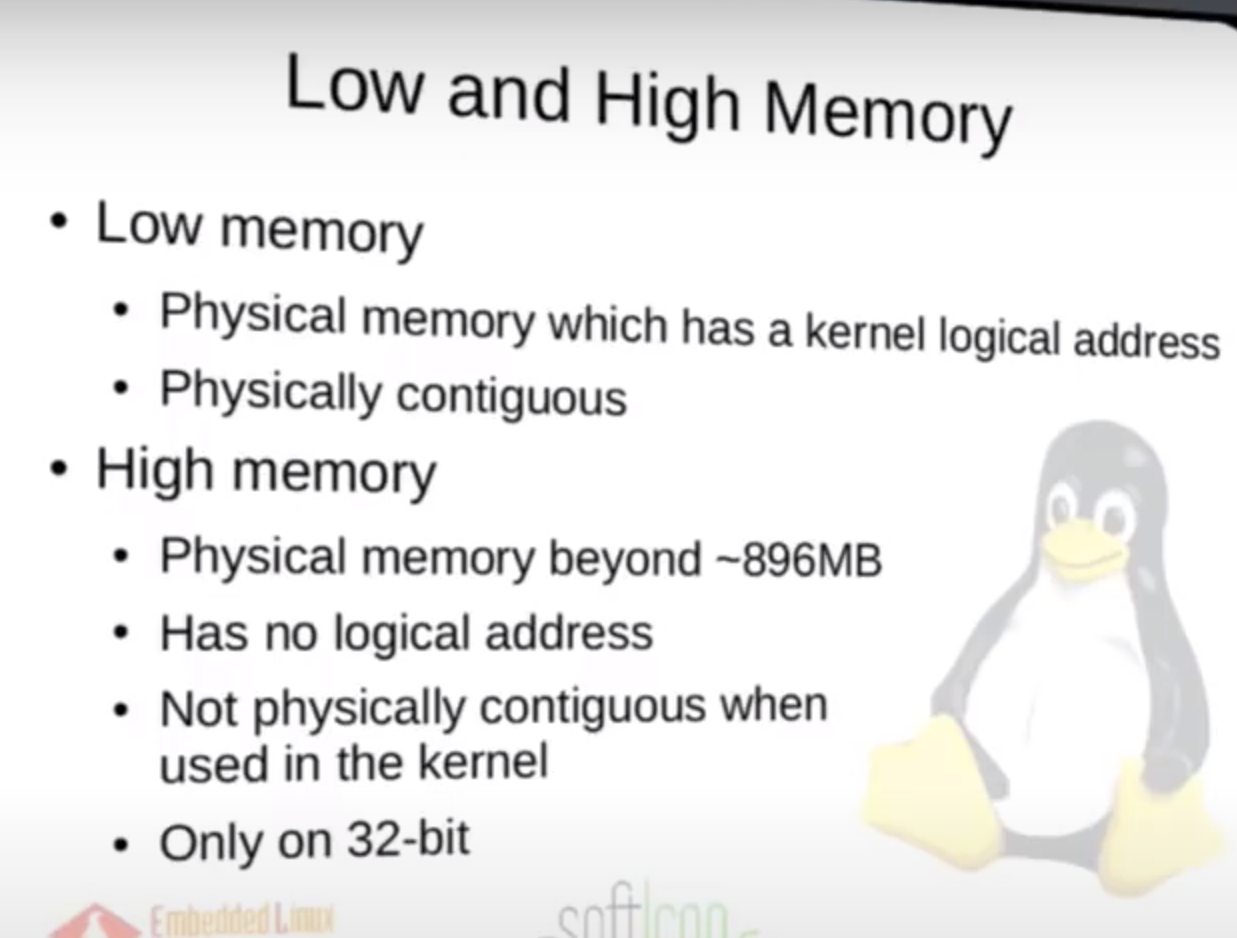 Low and High Memory
• Low memory
• Physical memory which has a kernel logical address
• Physically contiguous
• High memory
• Physical memory beyond ~896MB
• Has no logical address
• Not physically contiguous when
used in the kernel
• Only on 32-bit
Embedded Linux